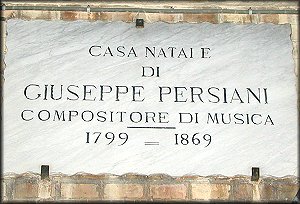 CASA NATALE
DI
GIUSEPPE PERSIANI
COMPOSITORE DI MUSICA
1799 = 1869